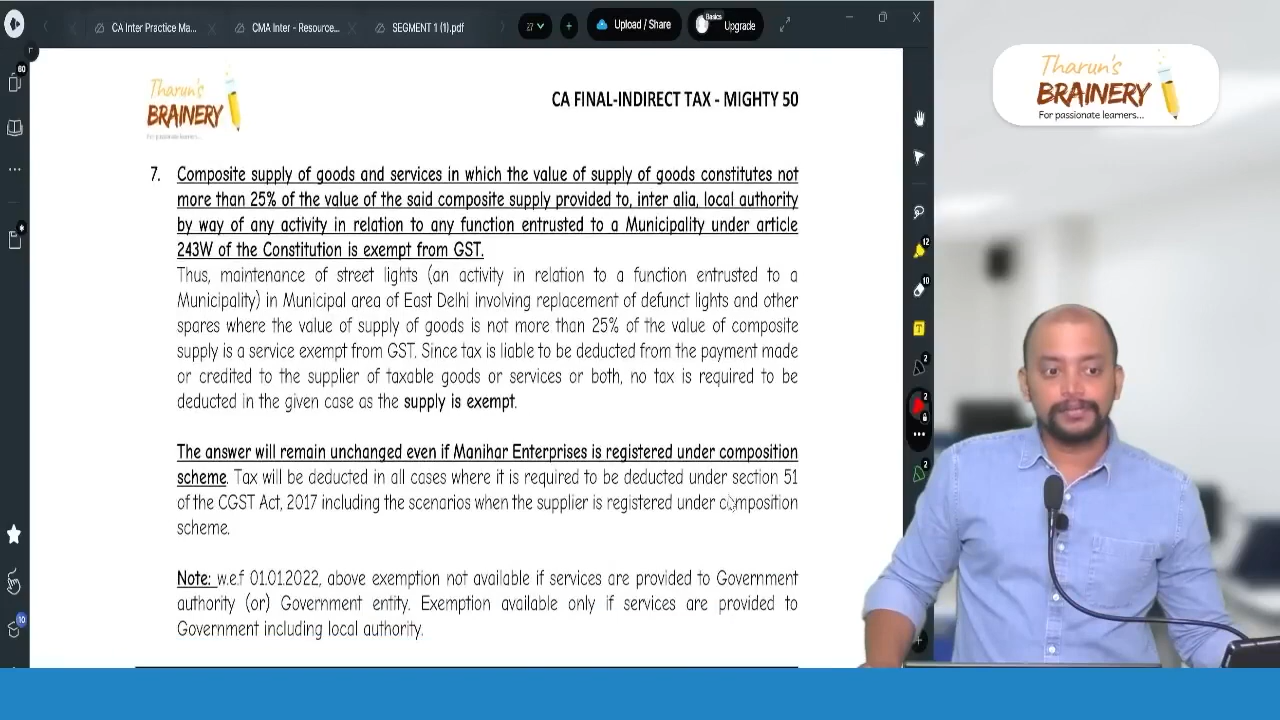 CA Inter Practice Ma...
CMA Inter - Resource...
SEGMENT 1 (1).pdf
27
Upload / Share
Basics
Upgrade
Tharun's
BRAINERY
For passionate learners...
CA FINAL-INDIRECT TAX - MIGHTY 50
Tharun's
BRAINERY
For passionate learners...
7. Composite supply of goods and services in which the value of supply of goods constitutes not
more than 25% of the value of the said composite supply provided to, inter alia, local authority
by way of any activity in relation to any function entrusted to a Municipality under article
243W of the Constitution is exempt from GST.
Thus, maintenance of street lights (an activity in relation to a function entrusted to a
Municipality) in Municipal area of East Delhi involving replacement of defunct lights and other
spares where the value of supply of goods is not more than 25% of the value of composite
supply is a service exempt from GST. Since tax is liable to be deducted from the payment made
or credited to the supplier of taxable goods or services or both, no tax is required to be
deducted in the given case as the supply is exempt.
The answer will remain unchanged even if Manihar Enterprises is registered under composition
scheme. Tax will be deducted in all cases where it is required to be deducted under section 51
of the CGST Act, 2017 including the scenarios when the supplier is registered under composition
scheme.
Note: w.e.f 01.01.2022, above exemption not available if services are provided to Government
authority (or) Government entity. Exemption available only if services are provided to
Government including local authority.
60
10
12
10
T
2
2
2